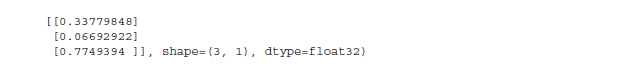 [[0.33779848]
[0.06692922]
[0.7749394 ]], shape=(3, 1), dtype=float32)